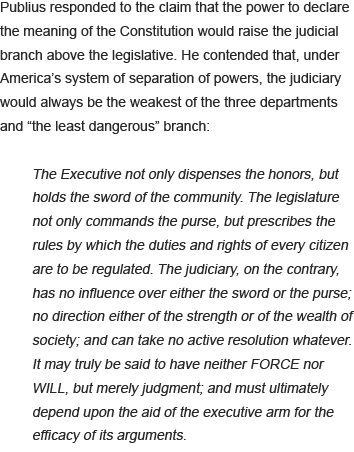 Publius responded to the claim that the power to declare
the meaning of the Constitution would raise the judicial
branch above the legislative. He contended that, under
America’s system of separation of powers, the judiciary
would always be the weakest of the three departments
and “the least dangerous” branch:
The Executive not only dispenses the honors, but
holds the sword of the community. The legislature
not only commands the purse, but prescribes the
rules by which the duties and rights of every citizen
are to be regulated. The judiciary, on the contrary,
has no influence over either the sword or the purse;
no direction either of the strength or of the wealth of
society; and can take no active resolution whatever.
It may truly be said to have neither FORCE nor
WILL, but merely judgment; and must ultimately
depend upon the aid of the executive arm for the
efficacy of its arguments.